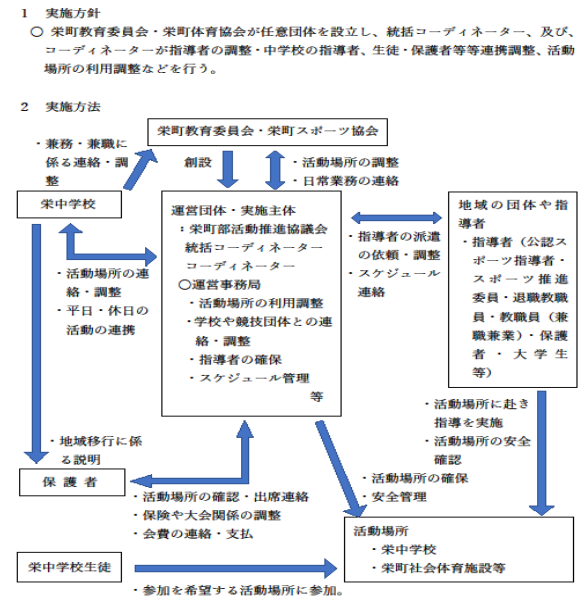 1　実施方針
○ 栄町教育委員会・栄町体育協会が任意団体を設立し、統括コーディネーター、及び、
コーディネーターが指導者の調整・中学校の指導者、生徒・保護者等等連携調整、活動
場所の利用調整などを行う。
2　実施方法
栄町教育委員会・栄町スポーツ協会
・兼務・兼職に
係る連絡・調
整
創設
・活動場所の調整
・日常業務の連絡
栄中学校
運営団体・実施主体
：栄町部活動推進協議会
統括コーディネーター
コーディネーター
○運営事務局
・活動場所の利用調整
・学校や競技団体との連
絡・調整
・指導者の確保
・スケジュール管理
等
地域の団体や指
導者
・指導者（公認ス
ポーツ指導者・
スポーツ推進
委員・退職教職
員・教職員（兼
職兼業）・保護
者・大学生
等）
・指導者の派遣
の依頼・調整
・スケジュール
連絡
・活動場所の連
絡・調整
・平日・休日の
活動の連携
・活動場所に赴き
指導を実施
・活動場所の安全
確認
・地域移行に係
る説明
保護者
・活動場所の確保
・安全管理
・活動場所の確認・出席連絡
・保険や大会関係の調整
・会費の連絡・支払
活動場所
・栄中学校
・栄町社会体育施設等
栄中学校生徒
・参加を希望する活動場所に参加。